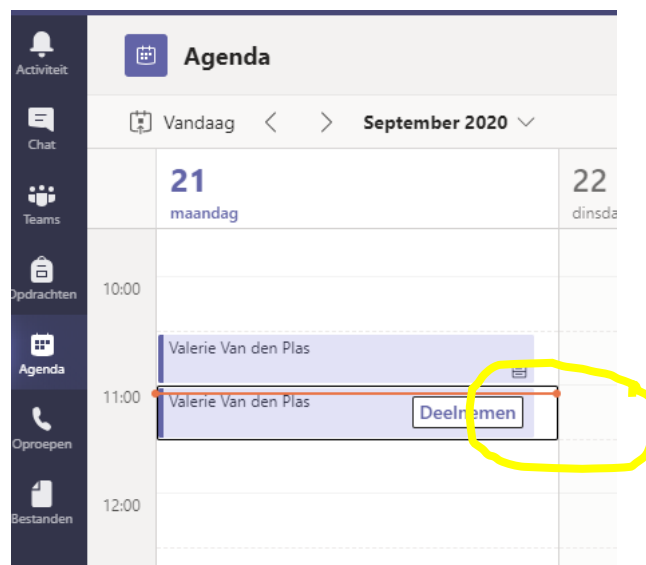 Activiteit
Chat
Teams
Opdrachten
Agenda
Oproepen
Bestanden
Agenda
Vandaag September 2020
21
maandag
22
dinsda
10:00
Valerie Van den Plas
11:00
Valerie Van den Plas
Deelnemen
12:00